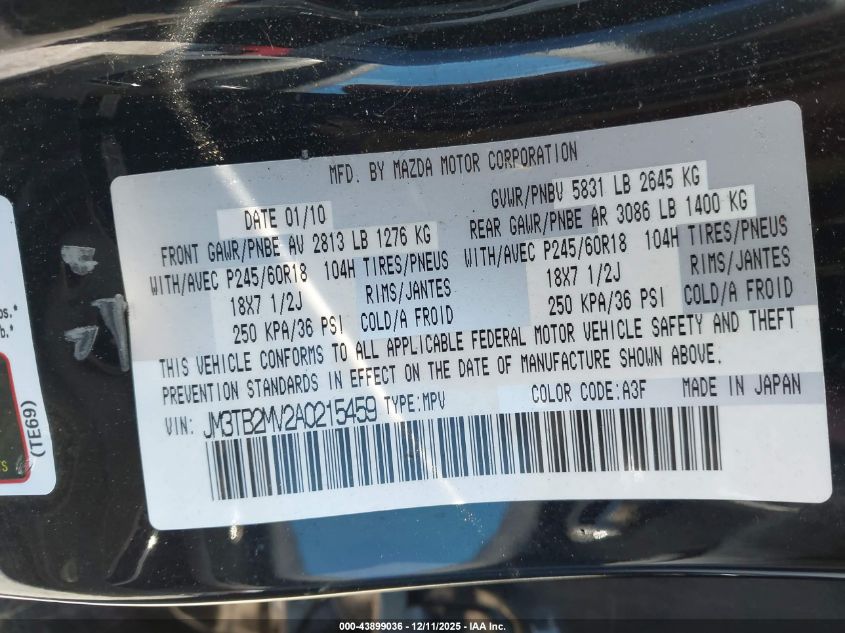 MFD. BY MAZDA MOTOR CORPORATION
DATE 01/10
GVWR/PNBV 5831 LB 2645 KG
FRONT GAWR/PNBE AV 2813 LB 1276 KG
REAR GAWR/PNBE AR 3086 LB 1400 KG
WITH/AVEC P245/60R18 104H TIRES/PNEUS
WITH/AVEC P245/60R18 104H TIRES/PNEUS
18X7 1/2J RIMS/JANTES
18X7 1/2J RIMS/JANTES
250 KPA/36 PSI COLD/A FROID
250 KPA/36 PSI COLD/A FROID
THIS VEHICLE CONFORMS TO ALL APPLICABLE FEDERAL MOTOR VEHICLE SAFETY AND THEFT
PREVENTION STANDARDS IN EFFECT ON THE DATE OF MANUFACTURE SHOWN ABOVE.
VIN: JM3TB2MV2A0215459 TYPE:MPV COLOR CODE:A3F MADE IN JAPAN
bs.*
b.*
(TE69)
000-43899036 - 12/11/2025 - IAA Inc.